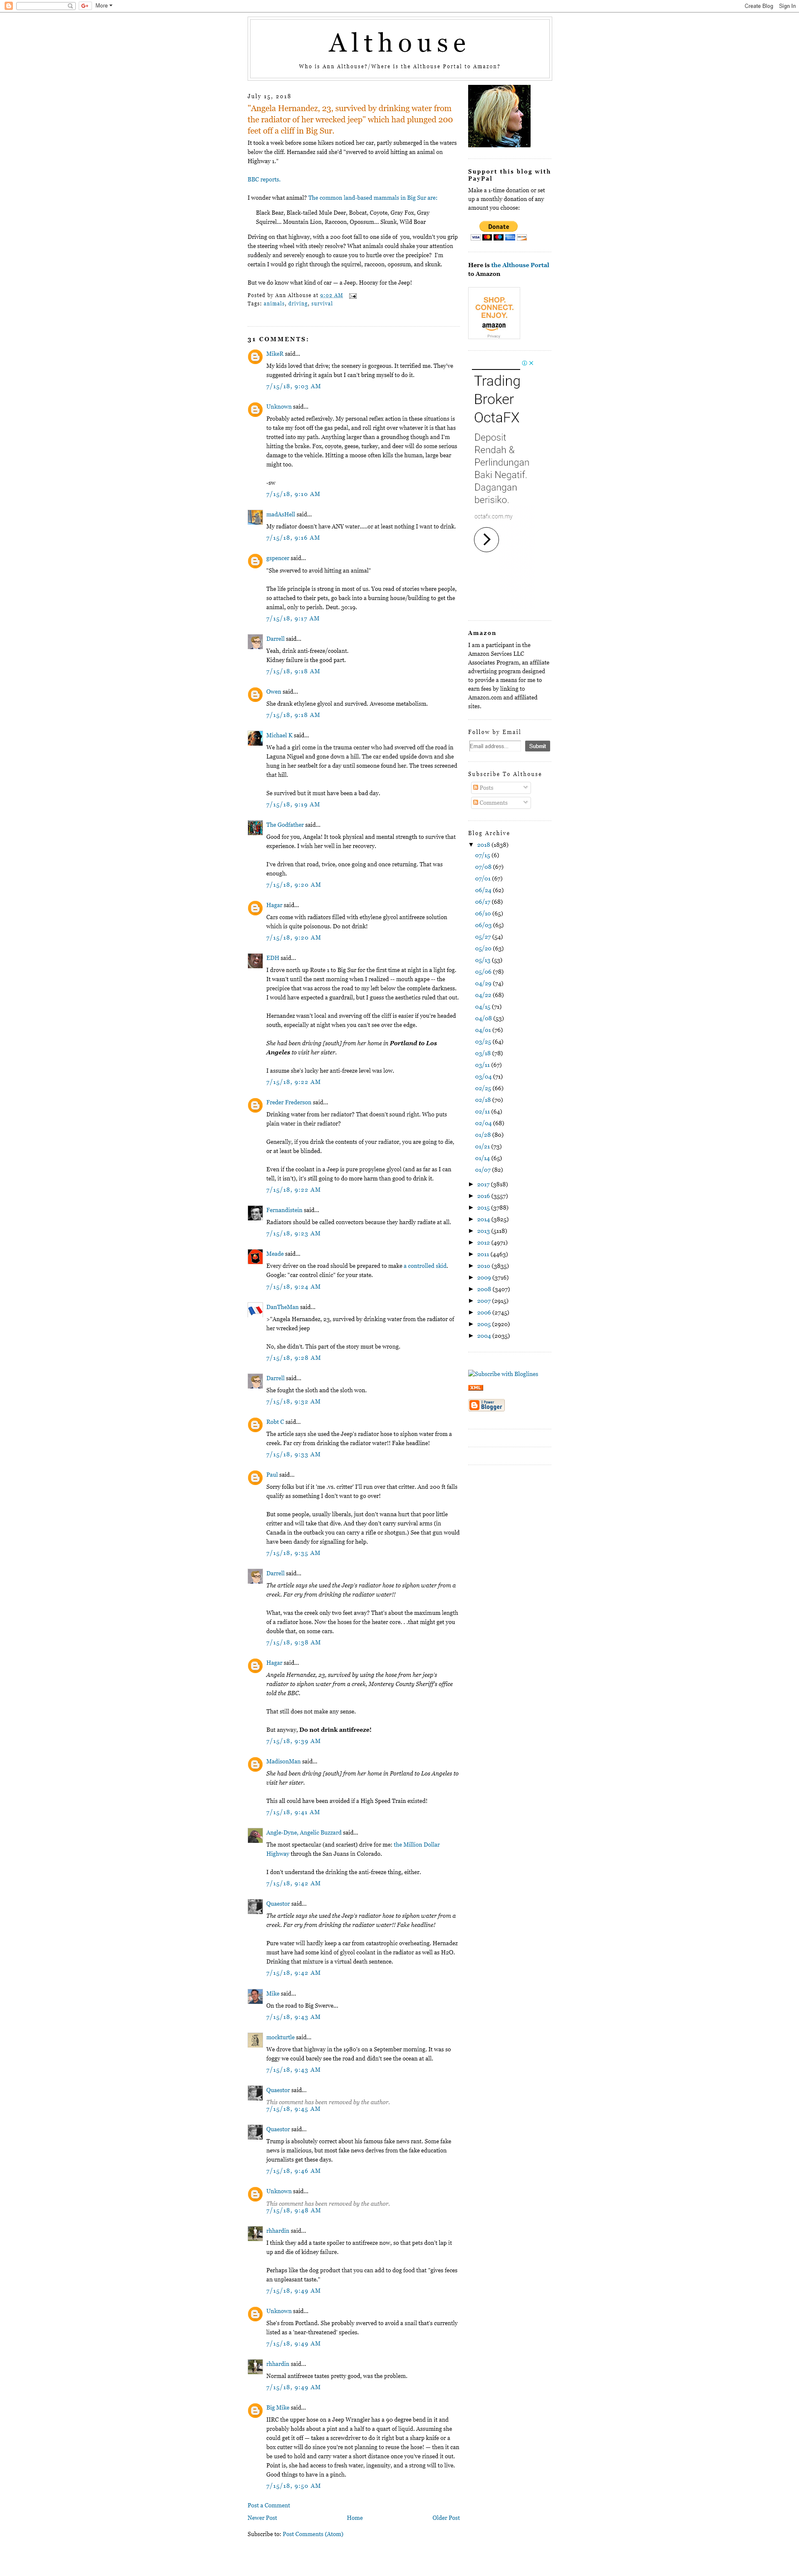 More
Create Blog Sign In
Althouse
Who is Ann Althouse?/Where is the Althouse Portal to Amazon?
July 15, 2018
"Angela Hernandez, 23, survived by drinking water from
the radiator of her wrecked jeep" which had plunged 200
feet off a cliff in Big Sur.
It took a week before some hikers noticed her car, partly submerged in the waters
below the cliff. Hernandez said she'd "swerved to avoid hitting an animal on
Highway 1."
BBC reports.
I wonder what animal? The common land-based mammals in Big Sur are:
Black Bear, Black-tailed Mule Deer, Bobcat, Coyote, Gray Fox, Gray
Squirrel... Mountain Lion, Raccoon, Opossum... Skunk, Wild Boar
Driving on that highway, with a 200 foot fall to one side of you, wouldn't you grip
the steering wheel with steely resolve? What animals could shake your attention
suddenly and severely enough to cause you to steer over the precipice? I'm
certain I would go right through the squirrel, raccoon, opossum, and skunk.
But we do know what kind of car — a Jeep. Hooray for the Jeep!
Posted by Ann Althouse at 9:02 AM
Tags: animals, driving, survival
31 COMMENTS:
MikeR said...
My kids loved that drive; the scenery is gorgeous. It terrified me. They've
suggested driving it again but I can't bring myself to do it.
7/15/18, 9:03 AM
Unknown said...
Probably acted reflexively. My personal reflex action in these situations is
to take my foot off the gas pedal, and roll right over whatever it is that has
trotted into my path. Anything larger than a groundhog though and I'm
hitting the brake. Fox, coyote, geese, turkey, and deer will do some serious
damage to the vehicle. Hitting a moose often kills the human, large bear
might too.
-sw
7/15/18, 9:10 AM
madAsHell said...
My radiator doesn't have ANY water.....or at least nothing I want to drink.
7/15/18, 9:16 AM
gspencer said...
"She swerved to avoid hitting an animal"
The life principle is strong in most of us. You read of stories where people,
so attached to their pets, go back into a burning house/building to get the
animal, only to perish. Deut. 30:19.
7/15/18, 9:17 AM
Darrell said...
Yeah, drink anti-freeze/coolant.
Kidney failure is the good part.
7/15/18, 9:18 AM
Owen said...
She drank ethylene glycol and survived. Awesome metabolism.
7/15/18, 9:18 AM
Michael K said...
We had a girl come in the trauma center who had swerved off the road in
Laguna Niguel and gone down a hill. The car ended upside down and she
hung in her seatbelt for a day until someone found her. The trees screened
that hill.
Se survived but it must have been a bad day.
7/15/18, 9:19 AM
The Godfather said...
Good for you, Angela! It took physical and mental strength to survive that
experience. I wish her well in recovery.
I've driven that road, twice, once going and once returning. That was
enough.
7/15/18, 9:20 AM
Hagar said...
Cars come with radiators filled with ethylene glycol antifreeze solution
which is quite poisonous. Do not drink!
7/15/18, 9:20 AM
EDH said...
I drove north up Route 1 to Big Sur for the first time at night in a light fog.
It wasn't until the next morning when I realized -- mouth agape -- the
precipice that was across the road to my left below the complete darkness.
I would have expected a guardrail, but I guess the aesthetics ruled that out.
Hernandez wasn't local and swerving off the cliff is easier if you're headed
south, especially at night when you can't see over the edge.
She had been driving [south] from her home in Portland to Los
Angeles to visit her sister.
I assume she's lucky her anti-freeze level was low.
7/15/18, 9:22 AM
Freder Frederson said...
Drinking water from her radiator? That doesn't sound right. Who puts
plain water in their radiator?
Generally, if you drink the contents of your radiator, you are going to die,
or at best be blinded.
Even if the coolant in a Jeep is pure propylene glycol (and as far as I can
tell, it isn't), it's still going to do more harm than good to drink it.
7/15/18, 9:22 AM
Fernandistein said...
Radiators should be called convectors because they hardly radiate at all.
7/15/18, 9:23 AM
Meade said...
Every driver on the road should be prepared to make a controlled skid.
Google: "car control clinic" for year state.
7/15/18, 9:24 AM
DanTheMan said...
>"Angela Hernandez, 23, survived by drinking water from the radiator of
her wrecked jeep
No, she didn't. This part of the story must be wrong.
7/15/18, 9:28 AM
Darrell said...
She fought the sloth and the sloth won.
7/15/18, 9:32 AM
Robt C said...
The article says she used the Jeep's radiator hose to siphon water from a
creek. Far cry from drinking the radiator water!! Fake headline!
7/15/18, 9:33 AM
Paul said...
Sorry folks but if ya'll hear 'me .vs. critter' I'll run over that critter. And 200 ft falls
qualify as something I don't want to go over!
But some people, usually liberals, just don't wanna hurt that poor little
critter and will take that dive. And they don't carry survival arms (in
Canada in the outback you can carry a rifle or shotgun.) See that gun would
have been dandy for signalling for help.
7/15/18, 9:35 AM
Darrell said...
The article says she used the Jeep's radiator hose to siphon water from a
creek. Far cry from drinking the radiator water!!
What, was the creek only two feet away? That's about the maximum length
of a radiator hose. Now the hoses for the heater core. . .that might get you
double that, on some cars.
7/15/18, 9:38 AM
Hagar said...
Angela Hernandez, 23, survived by using the hose from her jeep's
radiator to siphon water from a creek, Monterey County Sheriff's office
told the BBC.
That still does not make any sense.
But anyway, Do not drink antifreeze!
7/15/18, 9:39 AM
MadisonMan said...
She had been driving [south] from her home in Portland to Los Angeles to
visit her sister.
This all could have been avoided if a High Speed Train existed!
7/15/18, 9:41 AM
Angle-Dyne, Angelic Buzzard said...
The most spectacular (and scariest) drive for me: the Million Dollar
Highway through the San Juans in Colorado.
I don't understand the drinking the anti-freeze thing, either.
7/15/18, 9:42 AM
Quaestor said...
The article says she used the Jeep's radiator hose to siphon water from a
creek. Far cry from drinking the radiator water!! Fake headline!
Pure water will hardly keep a car from catastrophic overheating. Hernadez
must have had some kind of glycol coolant in the radiator as well as H2O.
Drinking that mixture is a virtual death sentence.
7/15/18, 9:42 AM
Mike said...
On the road to Big Swerve...
7/15/18, 9:43 AM
mockturtle said...
We drove that highway in the 1980's on a September morning. It was so
foggy we could barely see the road and didn't see the ocean at all.
7/15/18, 9:43 AM
Quaestor said...
This comment has been removed by the author.
7/15/18, 9:45 AM
Quaestor said...
Trump is absolutely correct about his famous fake news rant. Some fake
news is malicious, but most fake news derives from the fake education
journalists get these days.
7/15/18, 9:46 AM
Unknown said...
This comment has been removed by the author.
7/15/18, 9:48 AM
rhhardin said...
I think they add a taste spoiler to antifreeze now, so that pets don't lap it
up and die of kidney failure.
Perhaps like the dog product that you can add to dog food that "gives feces
an unpleasant taste."
7/15/18, 9:49 AM
Unknown said...
She's from Portland. She probably swerved to avoid a snail that's currently
listed as a 'near-threatened' species.
7/15/18, 9:49 AM
rhhardin said...
Normal antifreeze tastes pretty good, was the problem.
7/15/18, 9:49 AM
Big Mike said...
IIRC the upper hose on a Jeep Wrangler has a 90 degree bend in it and
probably holds about a pint and a half to a quart of liquid. Assuming she
could get it off — takes a screwdriver to do it right but a sharp knife or a
box cutter will do since you're not planning to reuse the hose! — then it can
be used to hold and carry water a short distance once you've rinsed it out.
Point is, she had access to fresh water, ingenuity, and a strong will to live.
Good things to have in a pinch.
7/15/18, 9:50 AM
Post a Comment
Newer Post Home Older Post
Subscribe to: Post Comments (Atom)
Support this blog with
PayPal
Make a 1-time donation or set
up a monthly donation of any
amount you choose:
Donate
Here is the Althouse Portal
to Amazon
SHOP.
CONNECT.
ENJOY.
amazon
Privacy
Trading
Broker
OctaFX
Deposit
Rendah &
Perlindungan
Baki Negatif.
Dagangan
berisiko.
octafx.com.my
Amazon
I am a participant in the
Amazon Services LLC
Associates Program, an affiliate
advertising program designed
to provide a means for me to
earn fees by linking to
Amazon.com and affiliated
sites.
Follow by Email
Email address... Submit
Subscribe To Althouse
Posts
Comments
Blog Archive
▼ 2018 (1838)
07/15 (6)
07/08 (67)
07/01 (67)
06/24 (62)
06/17 (68)
06/10 (65)
06/03 (65)
05/27 (54)
05/20 (63)
05/13 (53)
05/06 (78)
04/29 (74)
04/22 (68)
04/15 (71)
04/08 (53)
04/01 (76)
03/25 (64)
03/18 (78)
03/11 (67)
03/04 (71)
02/25 (66)
02/18 (70)
02/11 (64)
02/04 (68)
01/28 (80)
01/21 (73)
01/14 (65)
01/07 (82)
► 2017 (3818)
► 2016 (3557)
► 2015 (3788)
► 2014 (3825)
► 2013 (5118)
► 2012 (4971)
► 2011 (4463)
► 2010 (3835)
► 2009 (3716)
► 2008 (3407)
► 2007 (2915)
► 2006 (2745)
► 2005 (2920)
► 2004 (2035)
Subscribe with Bloglines
XML
I Power
Blogger